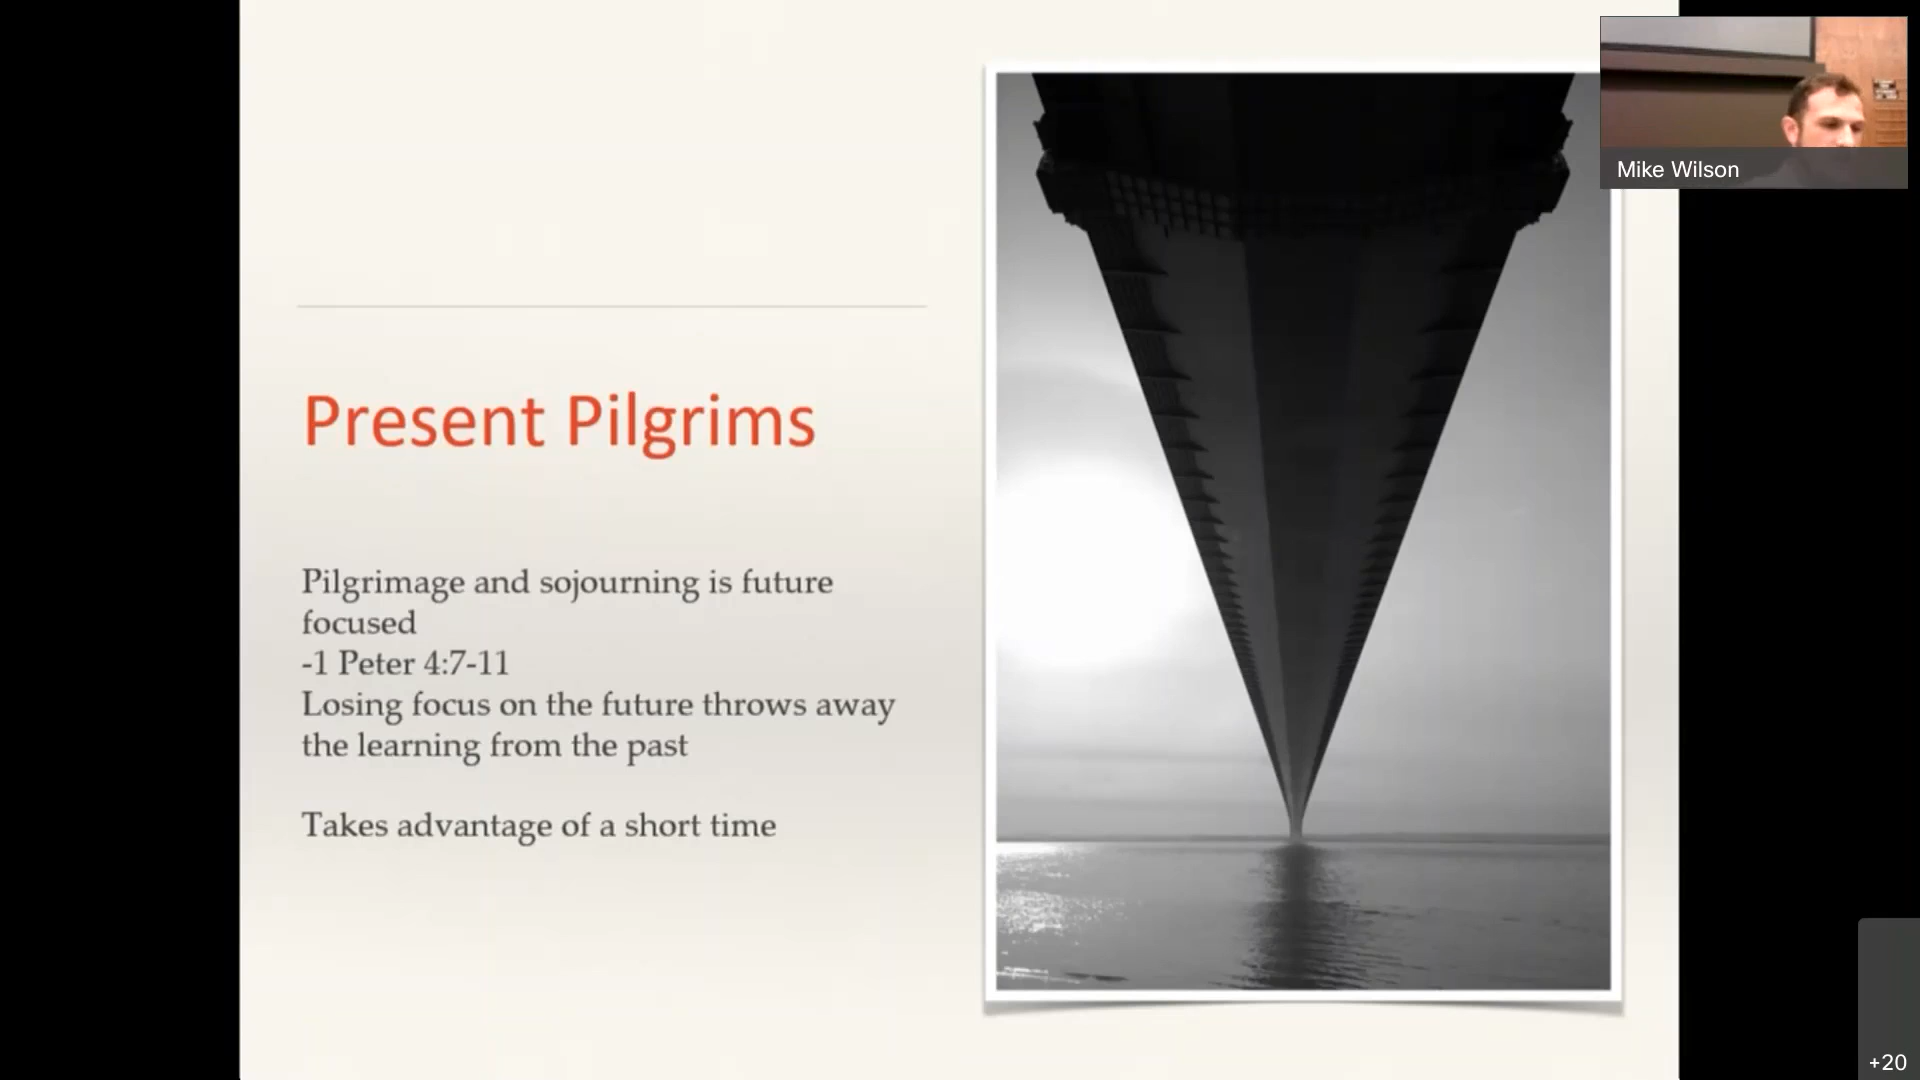 Present Pilgrims
Pilgrimage and sojourning is future
focused
-1 Peter 4:7-11
Losing focus on the future throws away
the learning from the past
Takes advantage of a short time
Mike Wilson
+20